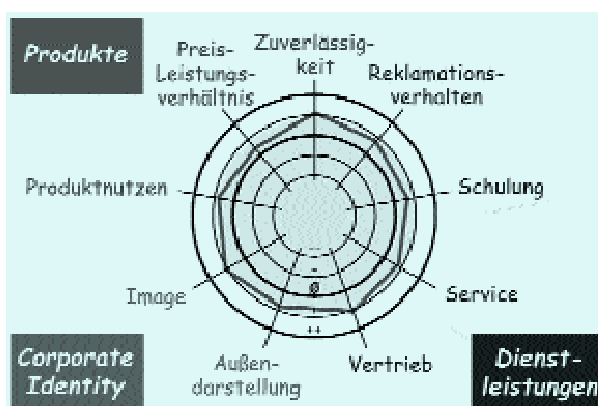 Produkte
Preis-
Leistungs-
verhältnis
Zuverlässig-
keit
Reklamations-
verhalten
Produktnutzen
Schulung
Image
Service
-
ø
++
Corporate
Identity
Außen-
darstellung
Vertrieb
Dienst-
leistungen